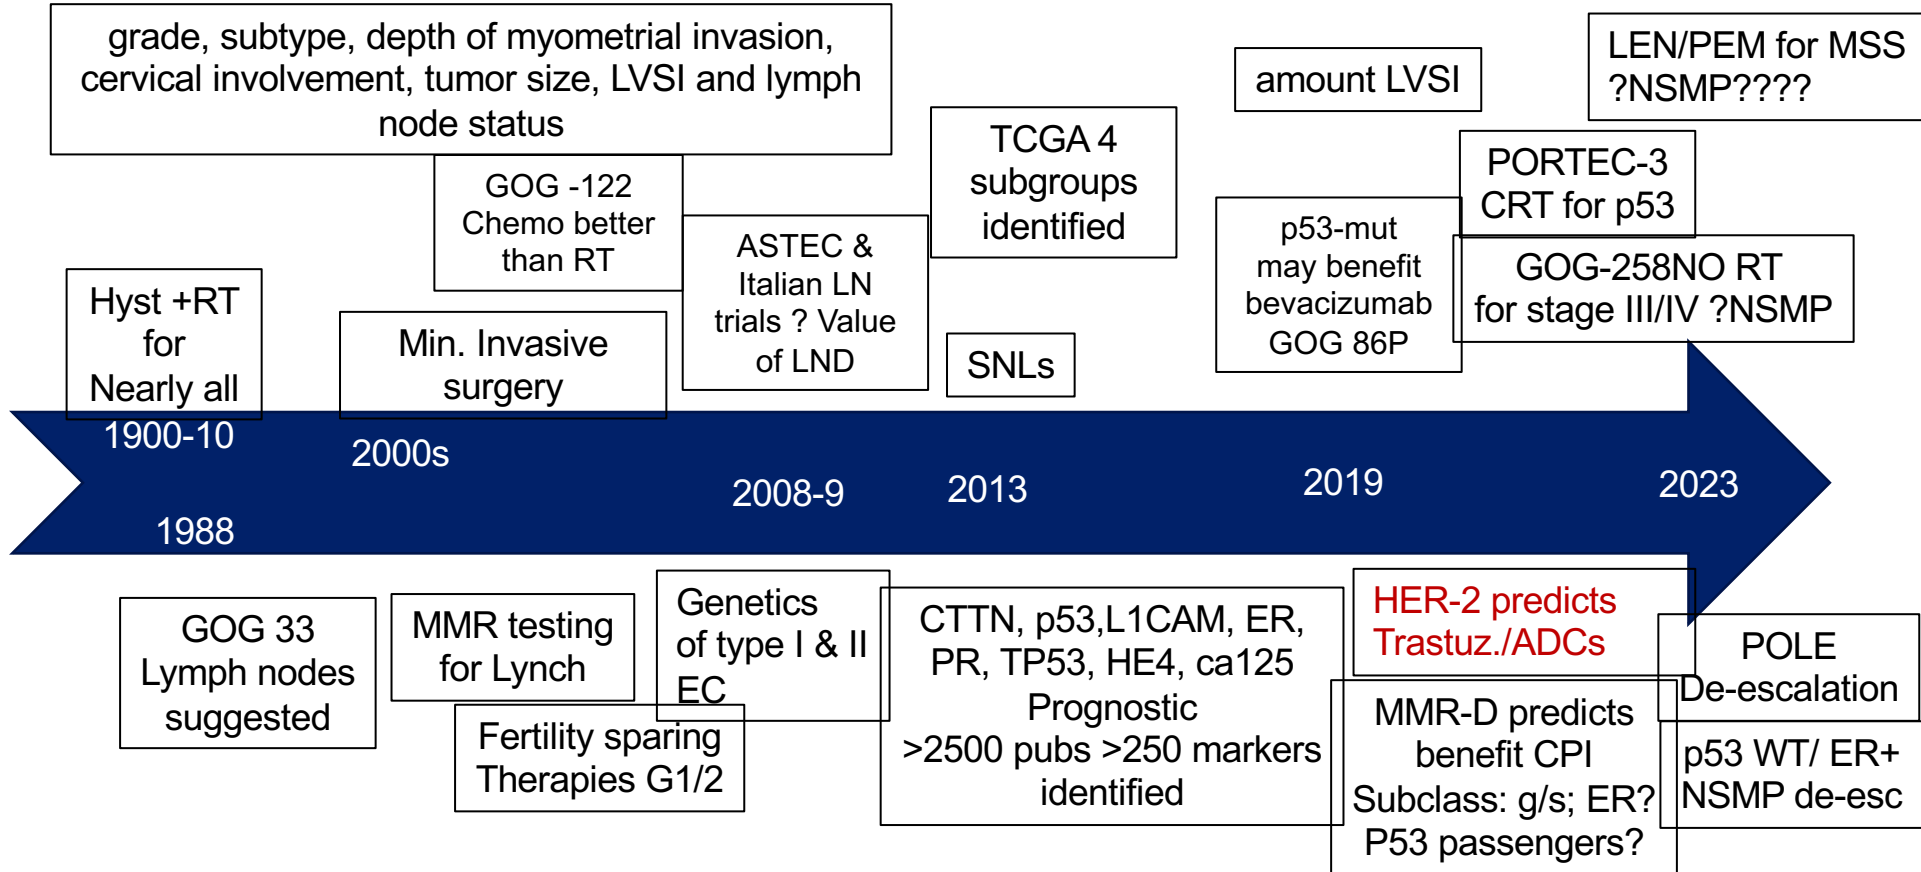 grade, subtype, depth of myometrial invasion,
cervical involvement, tumor size, LVSI and lymph
node status
GOG -122
Chemo better
than RT
Hyst +RT
for
Nearly all
Min. Invasive
surgery
ASTEC &
Italian LN
trials ? Value
of LND
TCGA 4
subgroups
identified
SNLs
amount LVSI
p53-mut
may benefit
bevacizumab
GOG 86P
LEN/PEM for MSS
?NSMP????
PORTEC-3
CRT for p53
GOG-258NO RT
for stage III/IV ?NSMP
1900-10
1988
2000s
2008-9
2013
2019
2023
GOG 33
Lymph nodes
suggested
MMR testing
for Lynch
Fertility sparing
Therapies G1/2
Genetics
of type I & II
EC
CTTN, p53,L1CAM, ER,
PR, TP53, HE4, ca125
Prognostic
>2500 pubs >250 markers
identified
HER-2 predicts
Trastuz./ADCs
MMR-D predicts
benefit CPI
Subclass: g/s; ER?
P53 passengers?
POLE
De-escalation
p53 WT/ ER+
NSMP de-esc